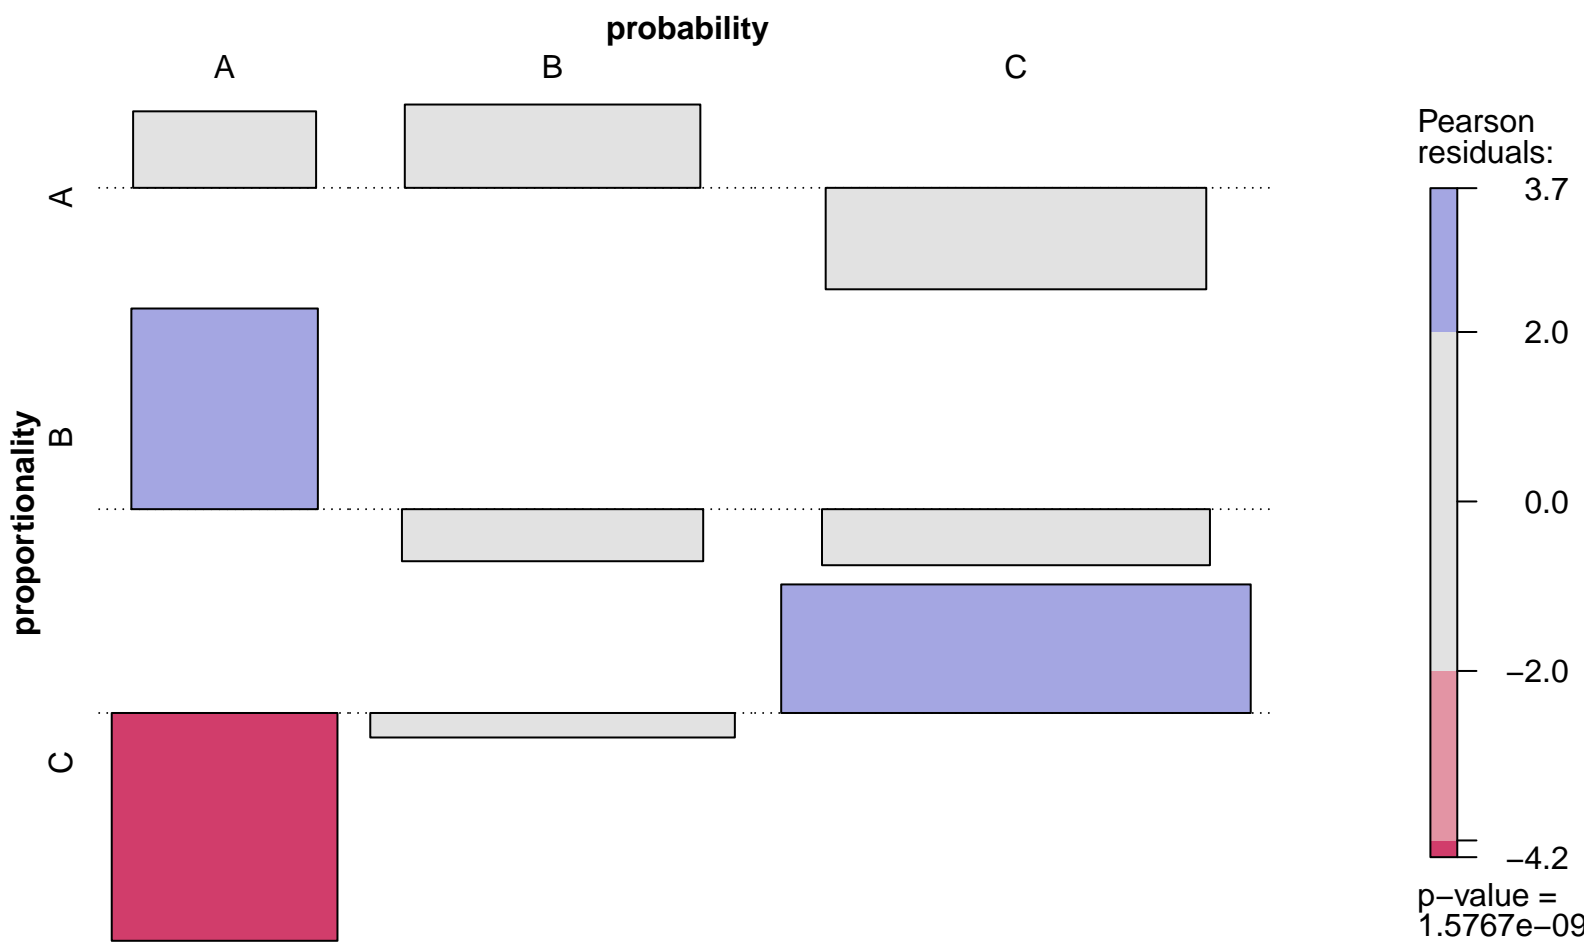 probability
A
B
C
proportionality
A
B
C
Pearson
residuals:
3.7
2.0
0.0
−2.0
−4.2
p−value =
1.5767e−09